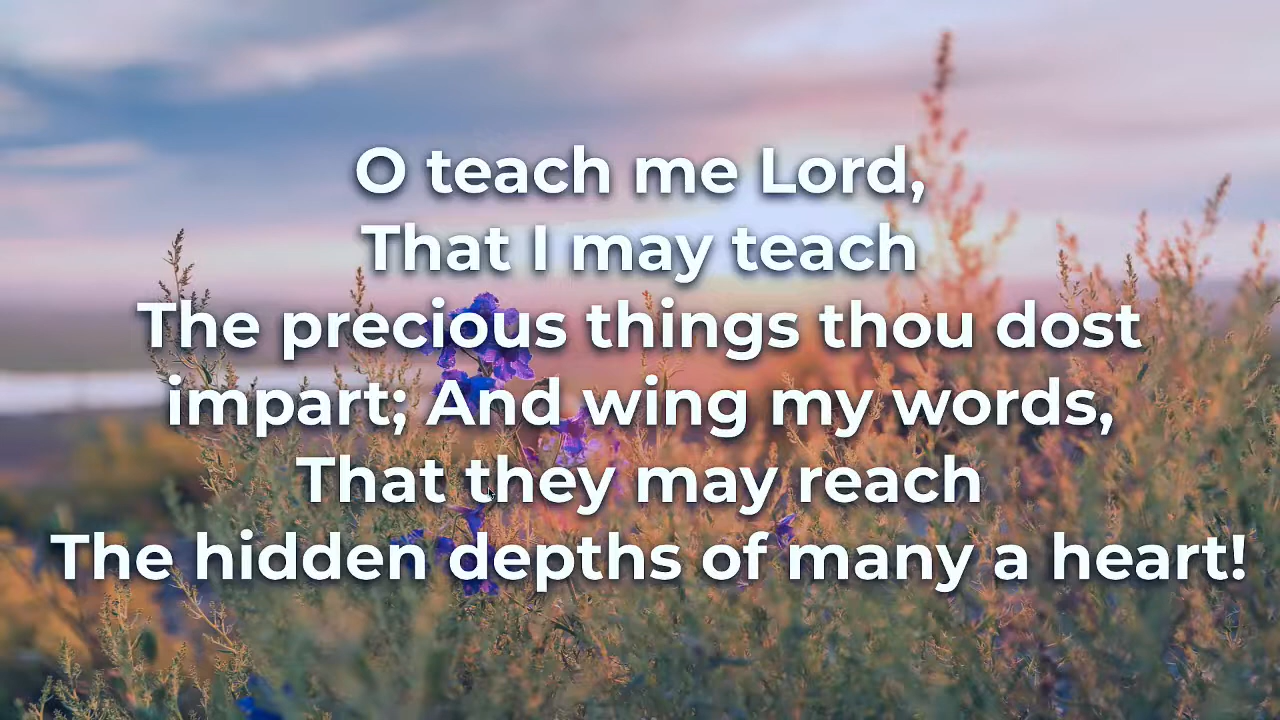 O teach me Lord,
That I may teach
The precious things thou dost
impart; And wing my words,
That they may reach
The hidden depths of many a heart!